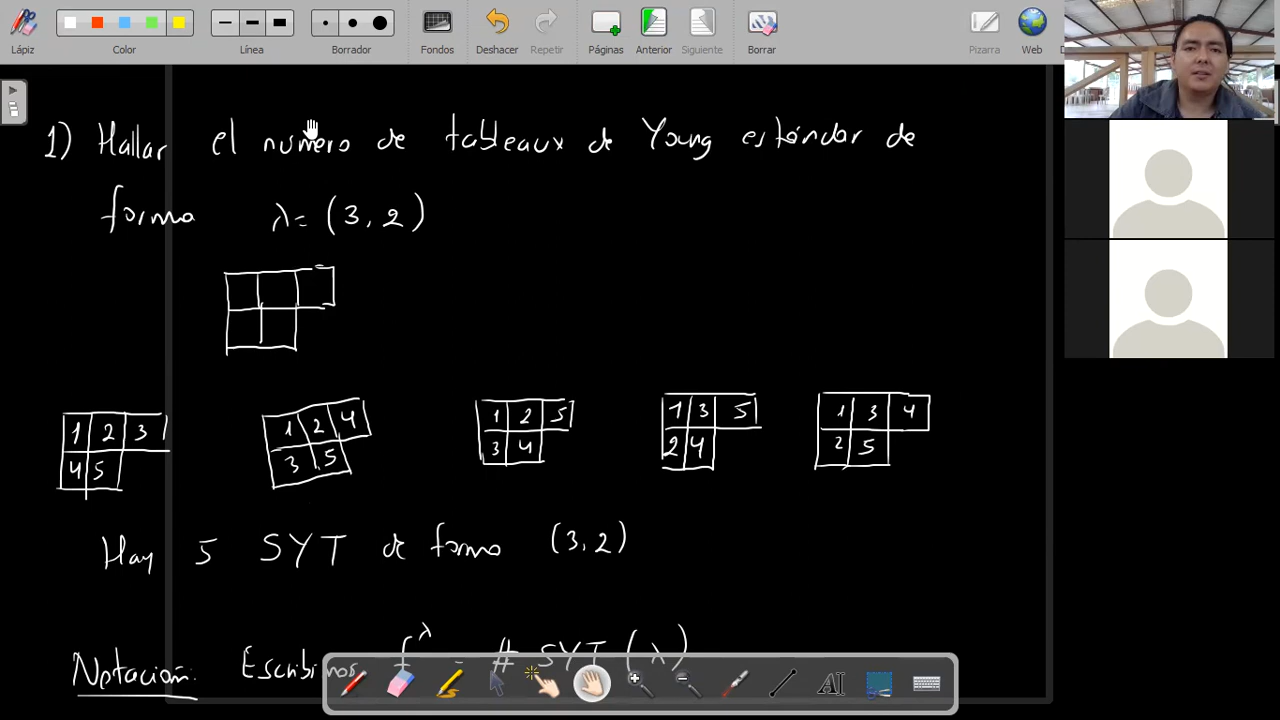 Lápiz Color Línea Borrador Fondos Deshacer Repetir Páginas Anterior Siguiente Borrar Pizarra Web
1) Hallar el número de tableaux de Young estándar de
forma λ = (3, 2)
1 2 3 1 2 4 1 2 5 1 3 5 1 3 4
4 5 3 5 3 4 2 4 2 5
Hay 5 SYT de forma (3, 2)
Notación: Escribimos f^λ = # SYT (λ)
AI